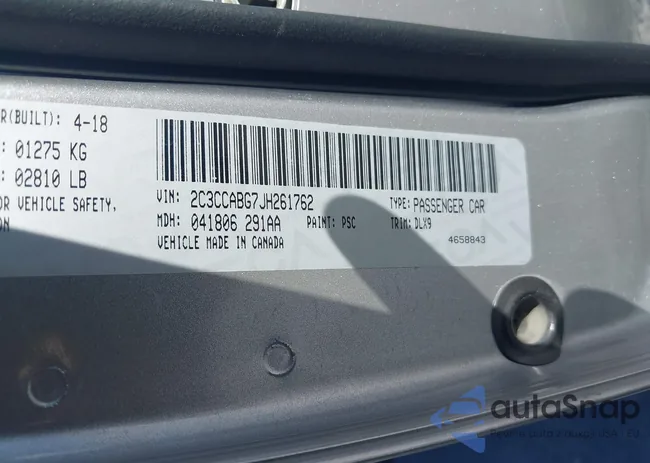 R(BUILT): 4-18
: 01275 KG
: 02810 LB
OR VEHICLE SAFETY,
ON
VIN: 2C3CCABG7JH261762
TYPE: PASSENGER CAR
MDH: 041806 291AA
PAINT: PSC
TRIM: DLX9
VEHICLE MADE IN CANADA
4658843
autaSnap